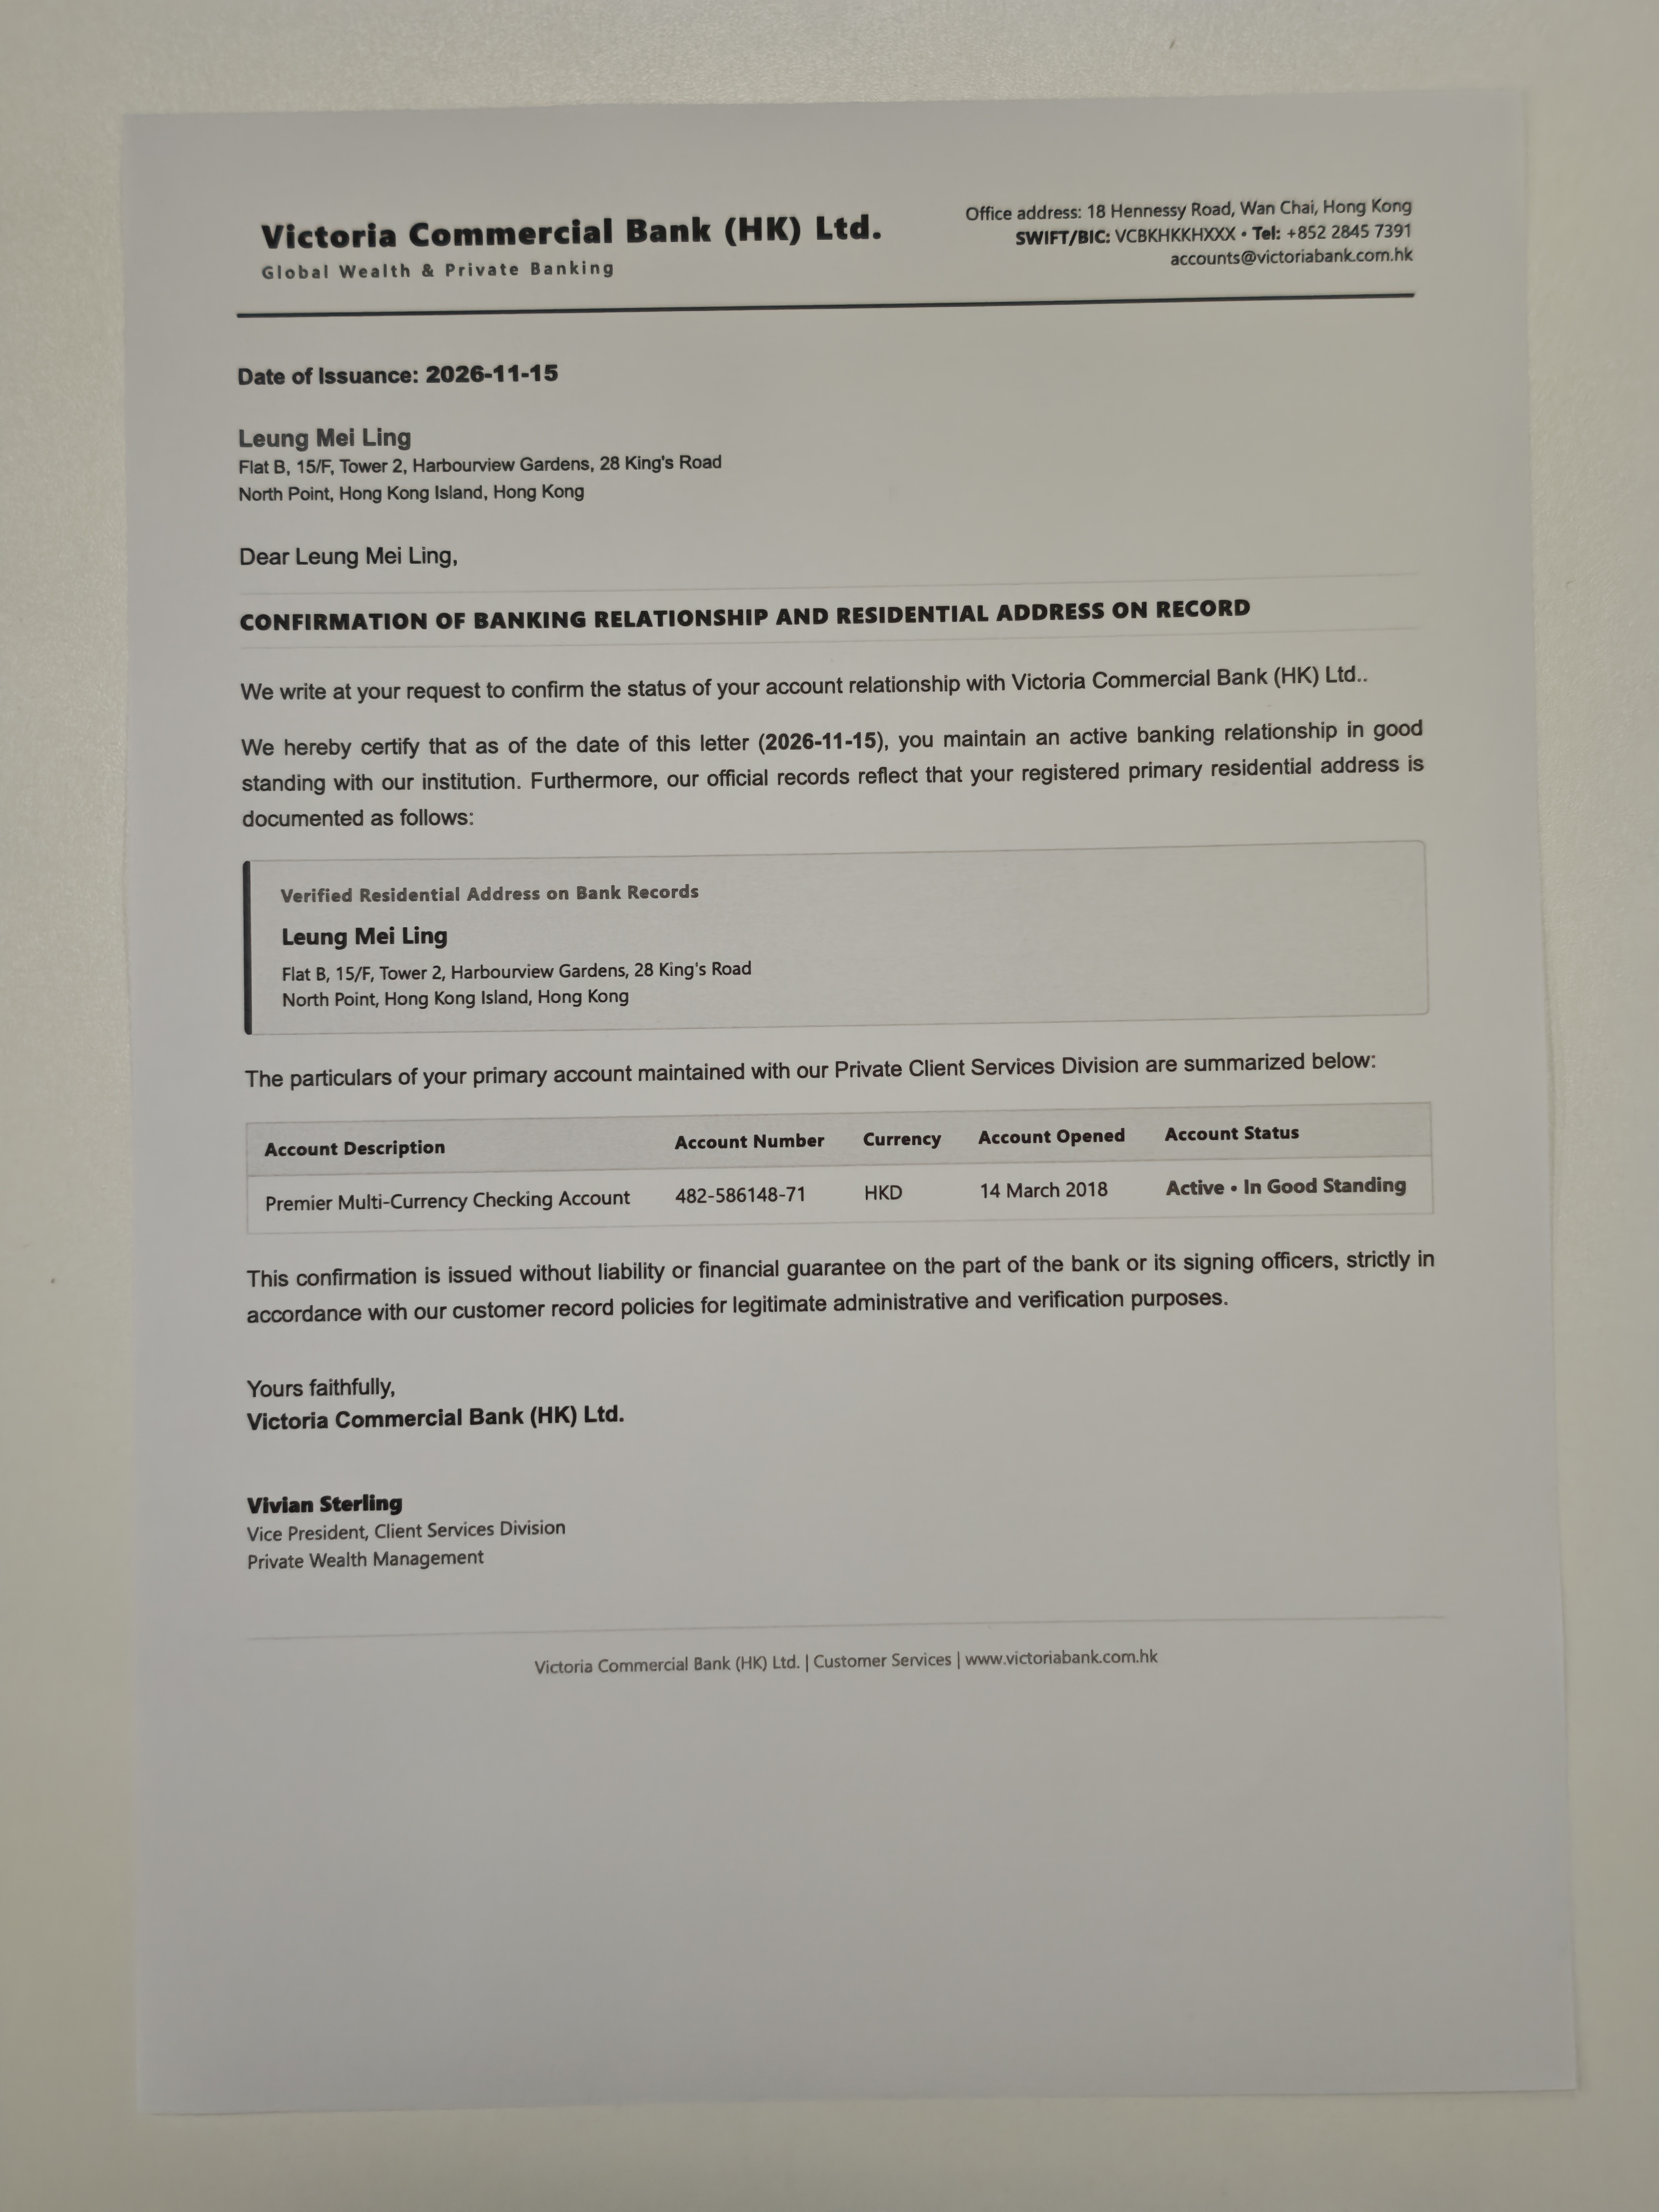 Victoria Commercial Bank (HK) Ltd.
Global Wealth & Private Banking
Office address: 18 Hennessy Road, Wan Chai, Hong Kong
SWIFT/BIC: VCBKHKKHXXX • Tel: +852 2845 7391
accounts@victoriabank.com.hk
Date of Issuance: 2026-11-15
Leung Mei Ling
Flat B, 15/F, Tower 2, Harbourview Gardens, 28 King's Road
North Point, Hong Kong Island, Hong Kong
Dear Leung Mei Ling,
CONFIRMATION OF BANKING RELATIONSHIP AND RESIDENTIAL ADDRESS ON RECORD
We write at your request to confirm the status of your account relationship with Victoria Commercial Bank (HK) Ltd..
We hereby certify that as of the date of this letter (2026-11-15), you maintain an active banking relationship in good
standing with our institution. Furthermore, our official records reflect that your registered primary residential address is
documented as follows:
Verified Residential Address on Bank Records
Leung Mei Ling
Flat B, 15/F, Tower 2, Harbourview Gardens, 28 King's Road
North Point, Hong Kong Island, Hong Kong
The particulars of your primary account maintained with our Private Client Services Division are summarized below:
Account Description Account Number Currency Account Opened Account Status
Premier Multi-Currency Checking Account 482-586148-71 HKD 14 March 2018 Active • In Good Standing
This confirmation is issued without liability or financial guarantee on the part of the bank or its signing officers, strictly in
accordance with our customer record policies for legitimate administrative and verification purposes.
Yours faithfully,
Victoria Commercial Bank (HK) Ltd.
Vivian Sterling
Vice President, Client Services Division
Private Wealth Management
Victoria Commercial Bank (HK) Ltd. | Customer Services | www.victoriabank.com.hk